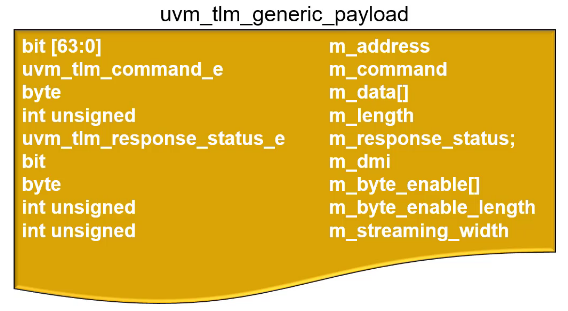 uvm_tlm_generic_payload
bit [63:0] m_address
uvm_tlm_command_e m_command
byte m_data[]
int unsigned m_length
uvm_tlm_response_status_e m_response_status;
bit m_dmi
byte m_byte_enable[]
int unsigned m_byte_enable_length
int unsigned m_streaming_width